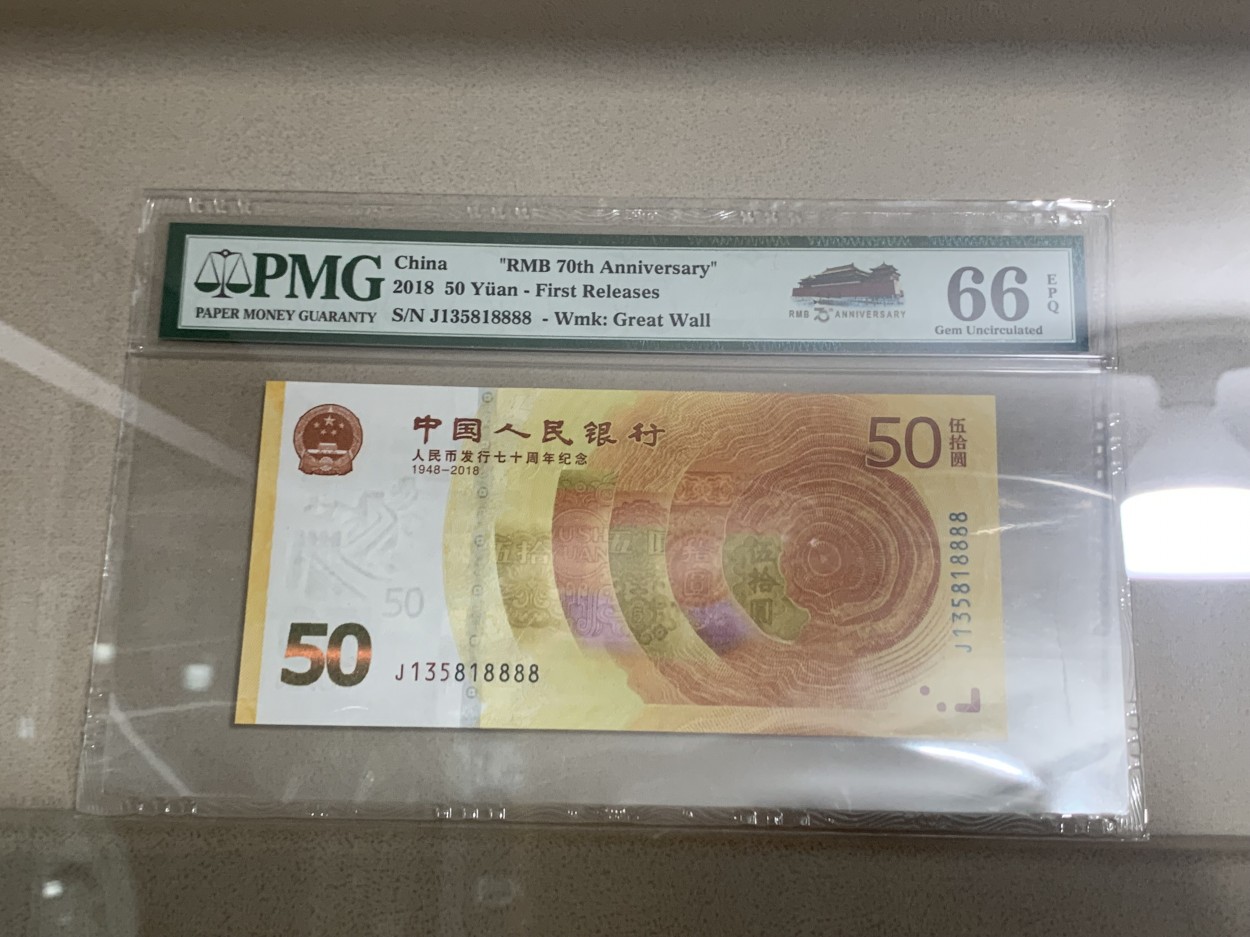 PMG
PAPER MONEY GUARANTY
China "RMB 70th Anniversary"
2018 50 Yüan - First Releases
S/N J135818888 - Wmk: Great Wall
RMB 70 ANNIVERSARY
66
EPQ
Gem Uncirculated
中国人民银行
人民币发行七十周年纪念
1948-2018
50
伍拾圆
伍拾
伍拾圆
50
50
J135818888
J135818888